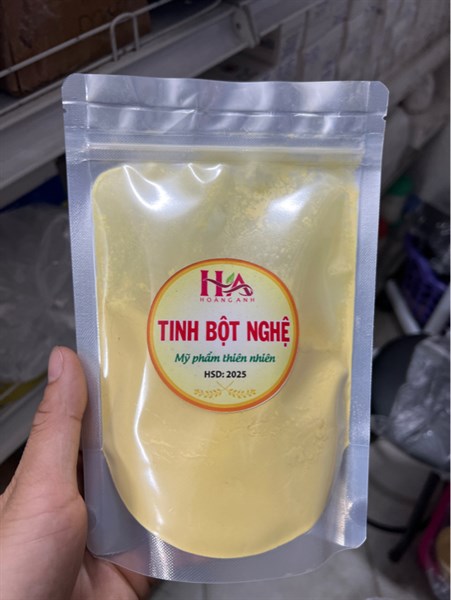 HA
HOÀNG ANH
TINH BỘT NGHỆ
Mỹ phẩm thiên nhiên
HSD: 2025